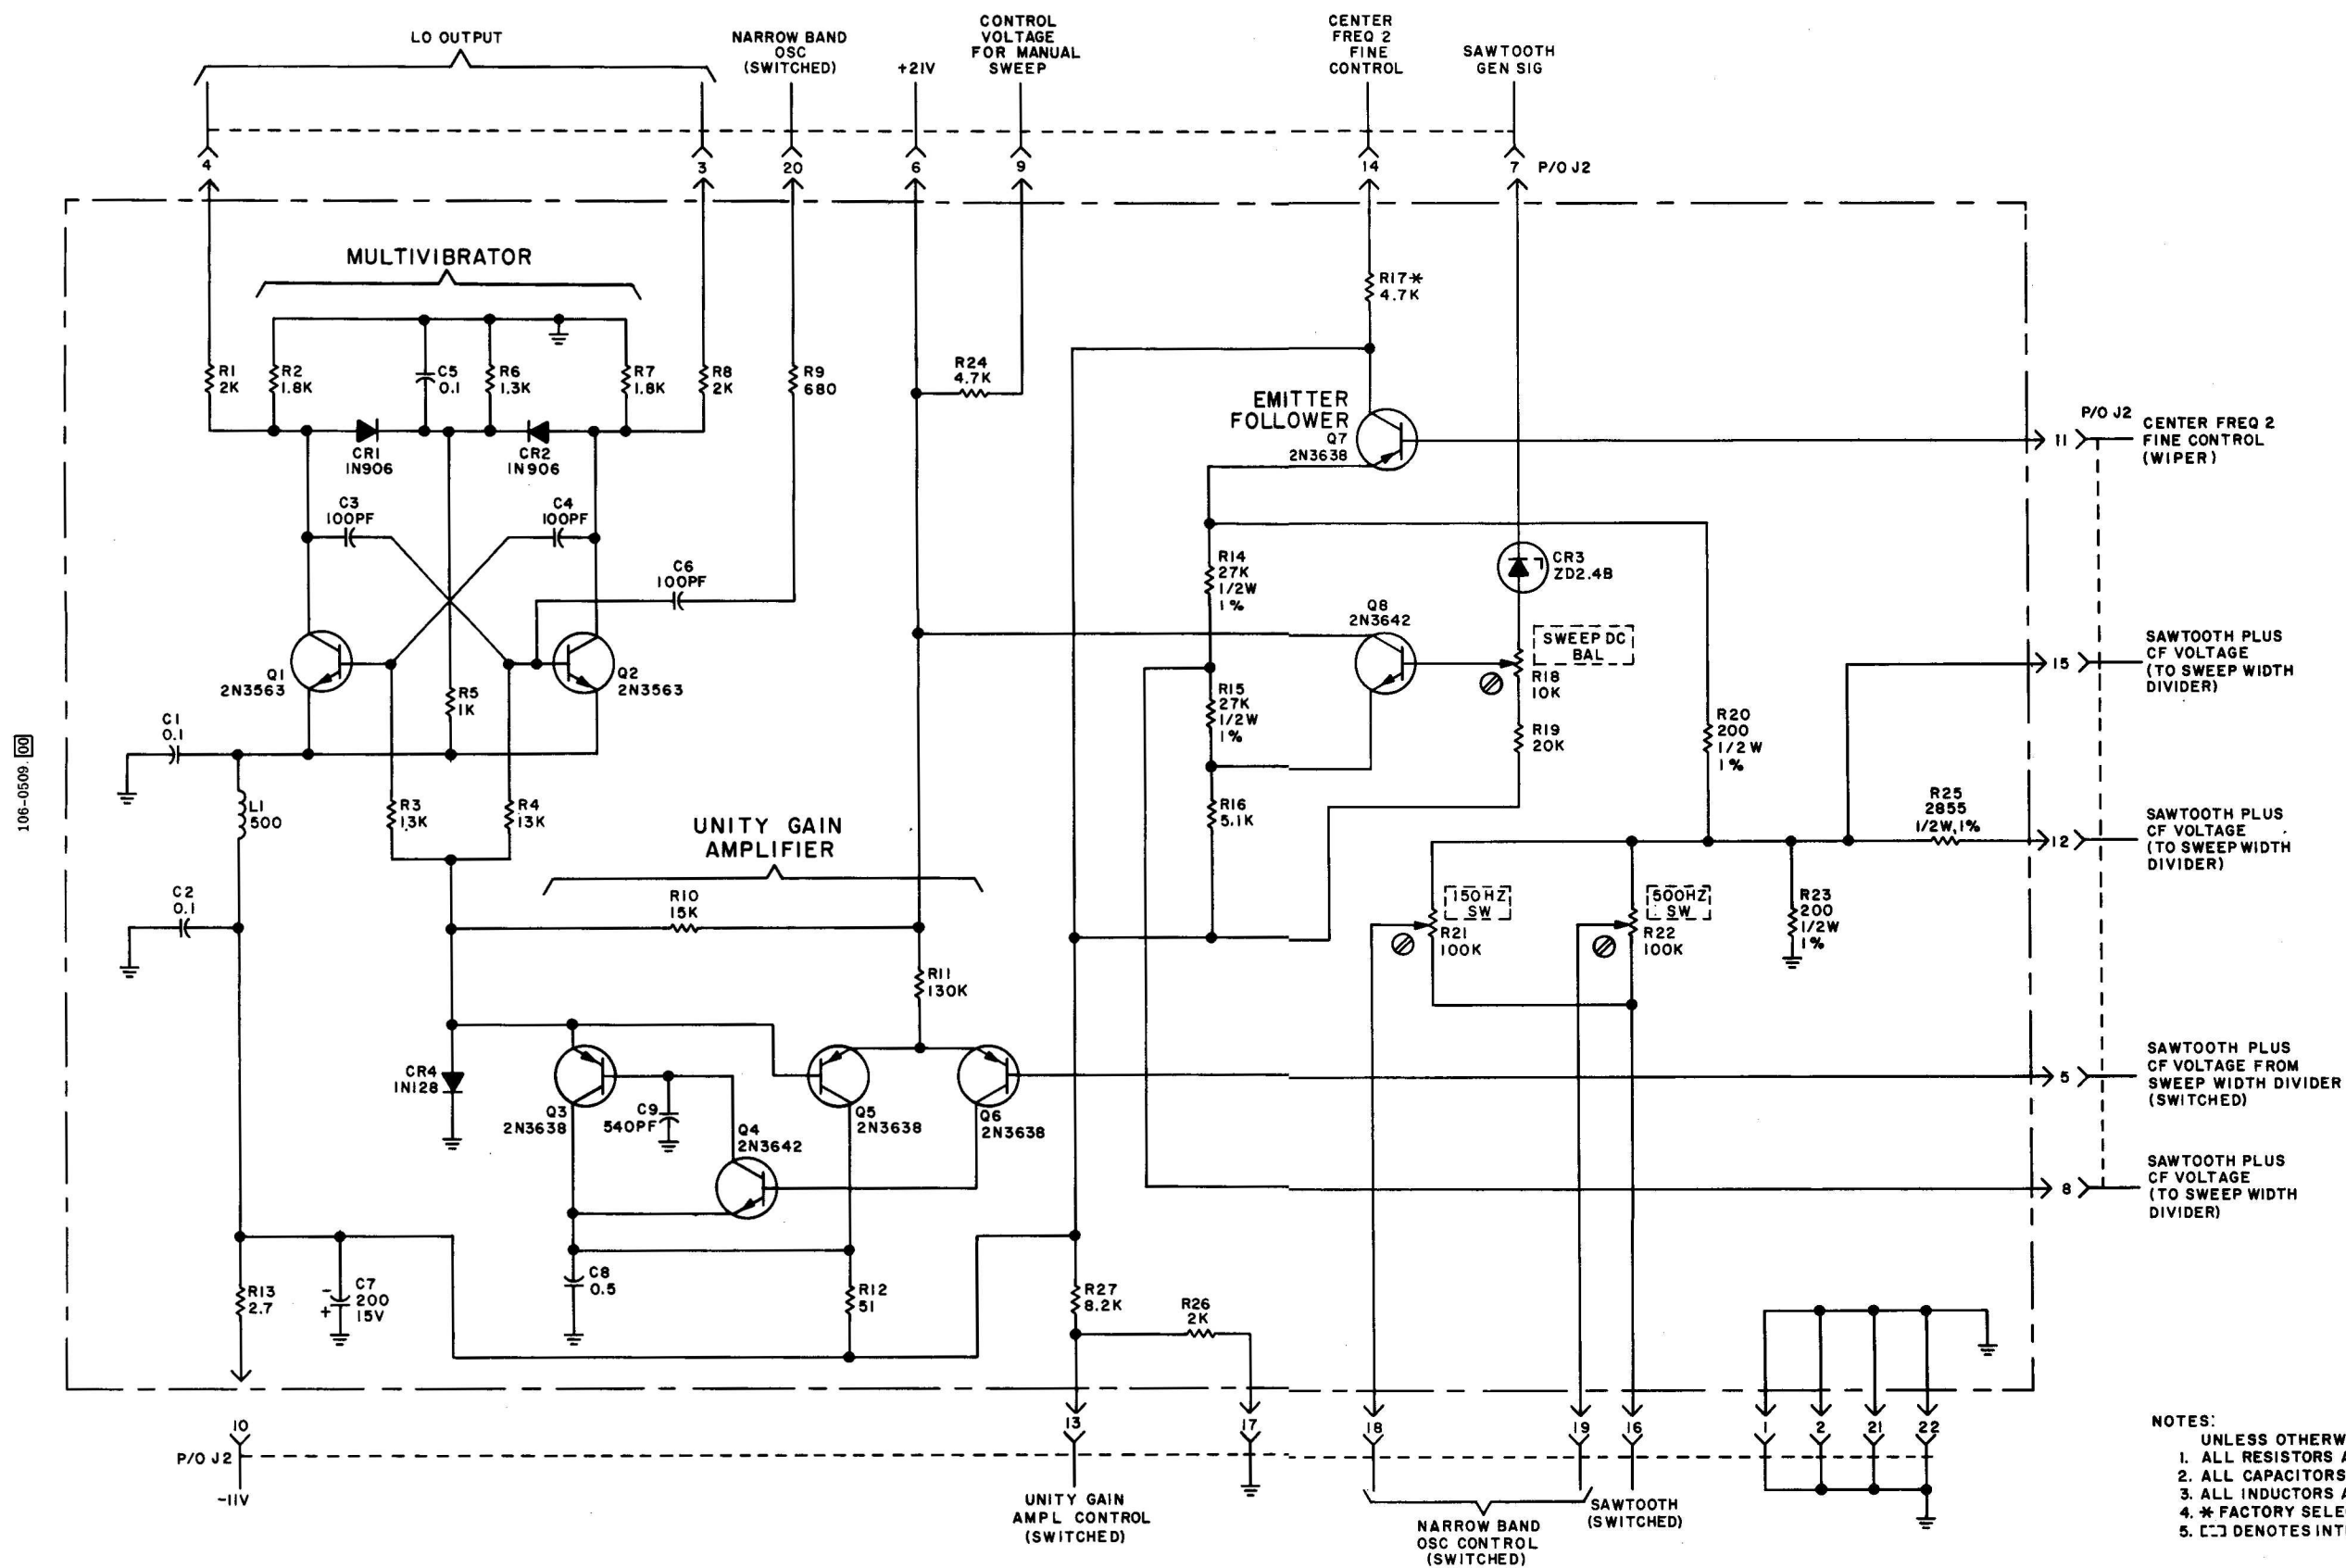 LO OUTPUT
NARROW BAND
OSC
(SWITCHED)
+21V
CONTROL
VOLTAGE
FOR MANUAL
SWEEP
CENTER
FREQ 2
FINE
CONTROL
SAWTOOTH
GEN SIG
4
3
20
6
9
14
7
P/O J2
MULTIVIBRATOR
R1
2K
R2
1.8K
C5
0.1
R6
1.3K
R7
1.8K
R8
2K
R9
680
R24
4.7K
R17*
4.7K
CR1
IN906
CR2
IN906
EMITTER
FOLLOWER
Q7
2N3638
P/O J2
11
CENTER FREQ 2
FINE CONTROL
(WIPER)
C3
100PF
C4
100PF
C6
100PF
R14
27K
1/2W
1%
CR3
ZD2.4B
Q8
2N3642
SWEEP DC
BAL
R18
10K
15
SAWTOOTH PLUS
CF VOLTAGE
(TO SWEEP WIDTH
DIVIDER)
Q1
2N3563
Q2
2N3563
R5
1K
R15
27K
1/2W
1%
R19
20K
R20
200
1/2W
1%
C1
0.1
L1
500
R3
13K
R4
13K
R16
5.1K
R25
2855
1/2W,1%
12
SAWTOOTH PLUS
CF VOLTAGE
(TO SWEEP WIDTH
DIVIDER)
106-0509. 00
UNITY GAIN
AMPLIFIER
C2
0.1
R10
15K
150HZ
SW
R21
100K
500HZ
SW
R22
100K
R23
200
1/2W
1%
R11
130K
CR4
IN128
Q3
2N3638
C9
540PF
Q4
2N3642
Q5
2N3638
Q6
2N3638
5
SAWTOOTH PLUS
CF VOLTAGE FROM
SWEEP WIDTH DIVIDER
(SWITCHED)
8
SAWTOOTH PLUS
CF VOLTAGE
(TO SWEEP WIDTH
DIVIDER)
R13
2.7
-
+
C7
200
15V
C8
0.5
R12
51
R27
8.2K
R26
2K
10
13
17
18
19
16
1
2
21
22
P/O J2
-11V
UNITY GAIN
AMPL CONTROL
(SWITCHED)
NARROW BAND
OSC CONTROL
(SWITCHED)
SAWTOOTH
(SWITCHED)
NOTES:
UNLESS OTHERW
1. ALL RESISTORS A
2. ALL CAPACITORS
3. ALL INDUCTORS A
4. * FACTORY SELE
5. [ ] DENOTES INT